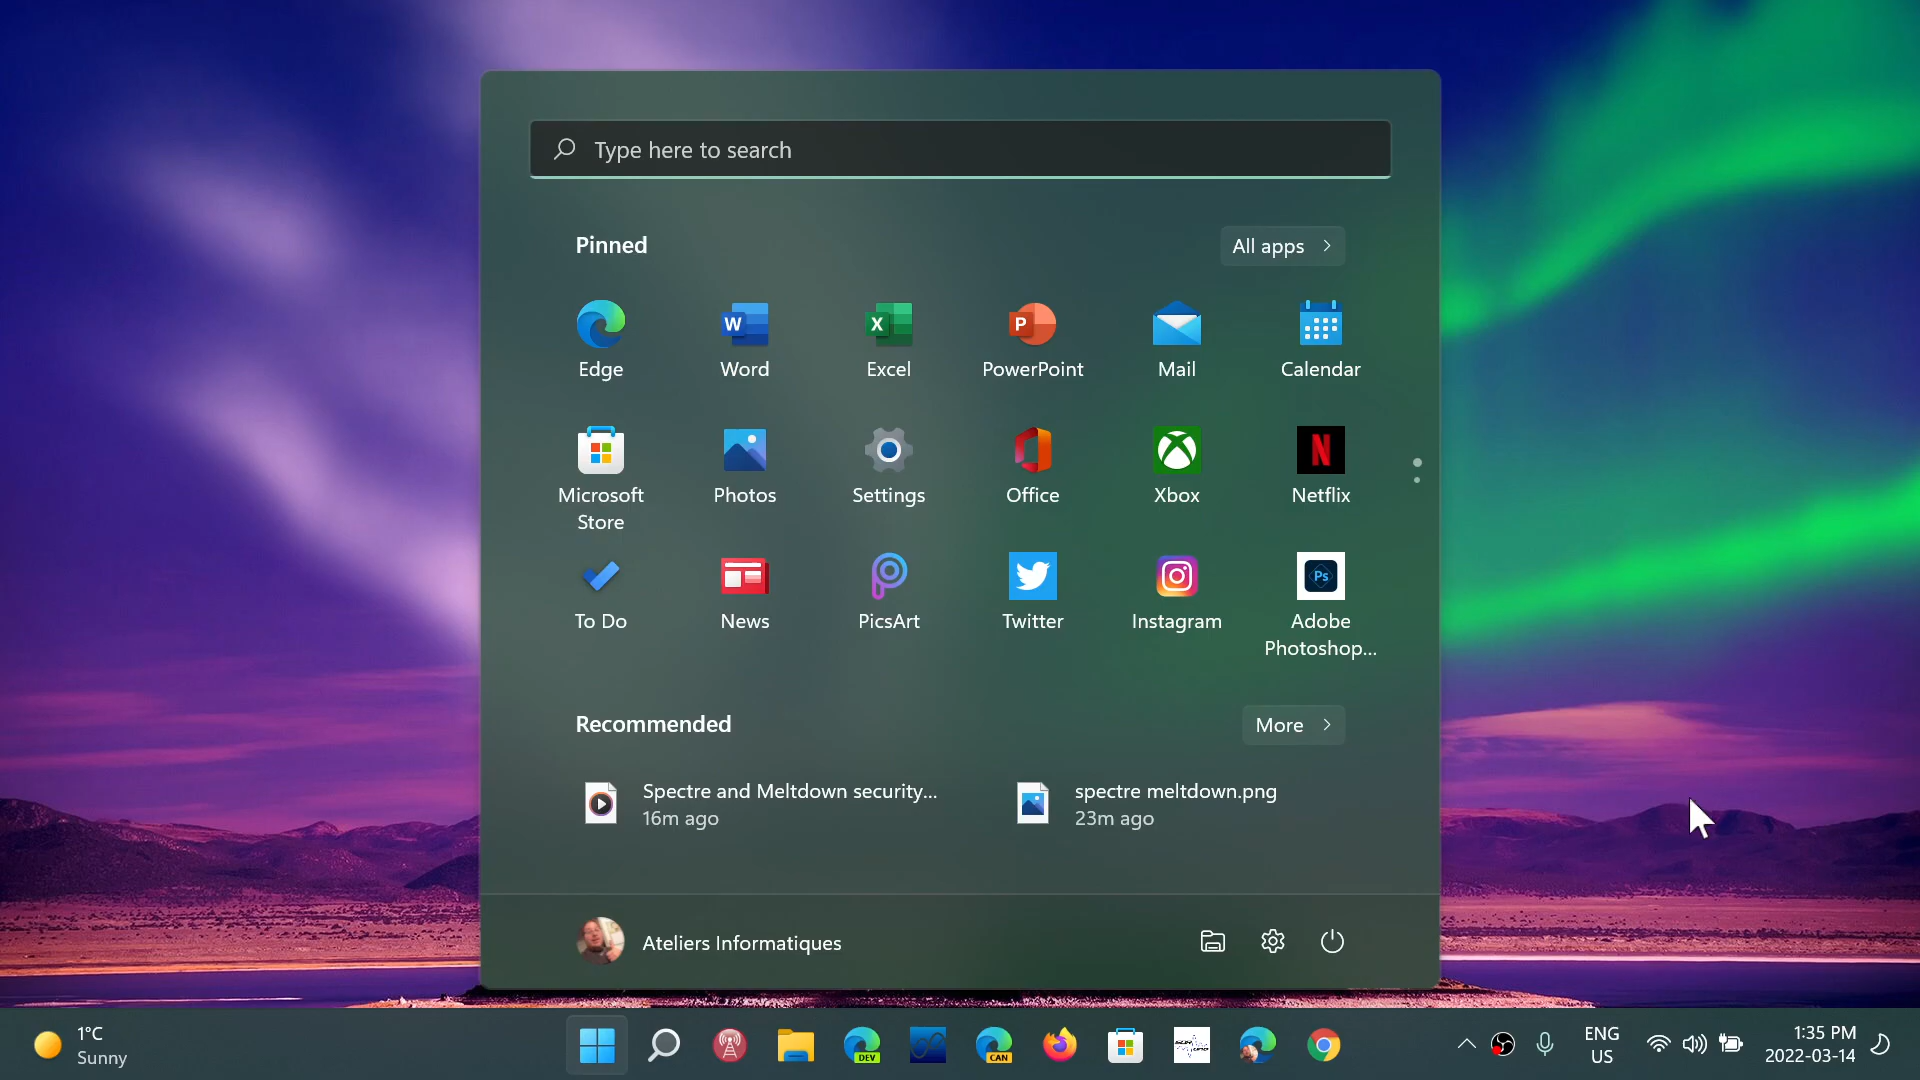 Type here to search
Pinned
All apps
Edge
Word
Excel
PowerPoint
Mail
Calendar
Microsoft
Store
Photos
Settings
Office
Xbox
Netflix
To Do
News
PicsArt
Twitter
Instagram
Adobe
Photoshop...
Recommended
More
Spectre and Meltdown security...
16m ago
spectre meltdown.png
23m ago
Ateliers Informatiques
1°C
Sunny
DEV
CAN
ENG
US
1:35 PM
2022-03-14